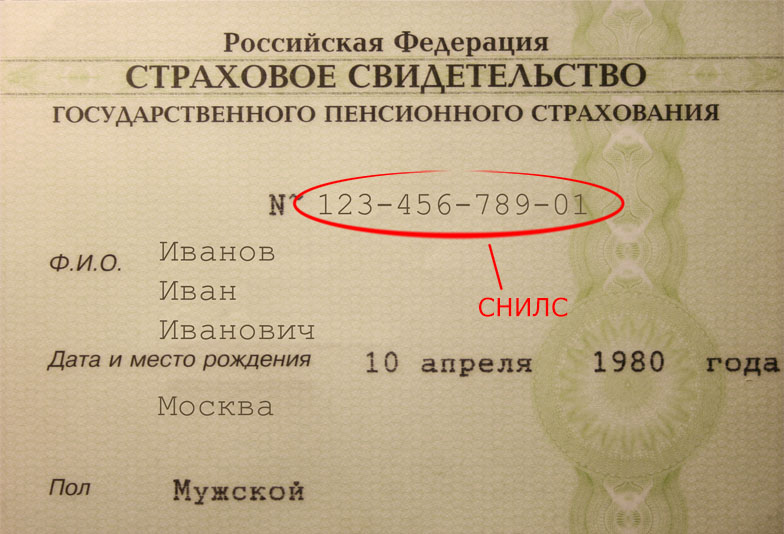 Российская Федерация
СТРАХОВОЕ СВИДЕТЕЛЬСТВО
ГОСУДАРСТВЕННОГО ПЕНСИОННОГО СТРАХОВАНИЯ
№ 123-456-789-01
СНИЛС
Ф.И.О. Иванов
Иван
Иванович
Дата и место рождения 10 апреля 1980 года
Москва
Пол Мужской